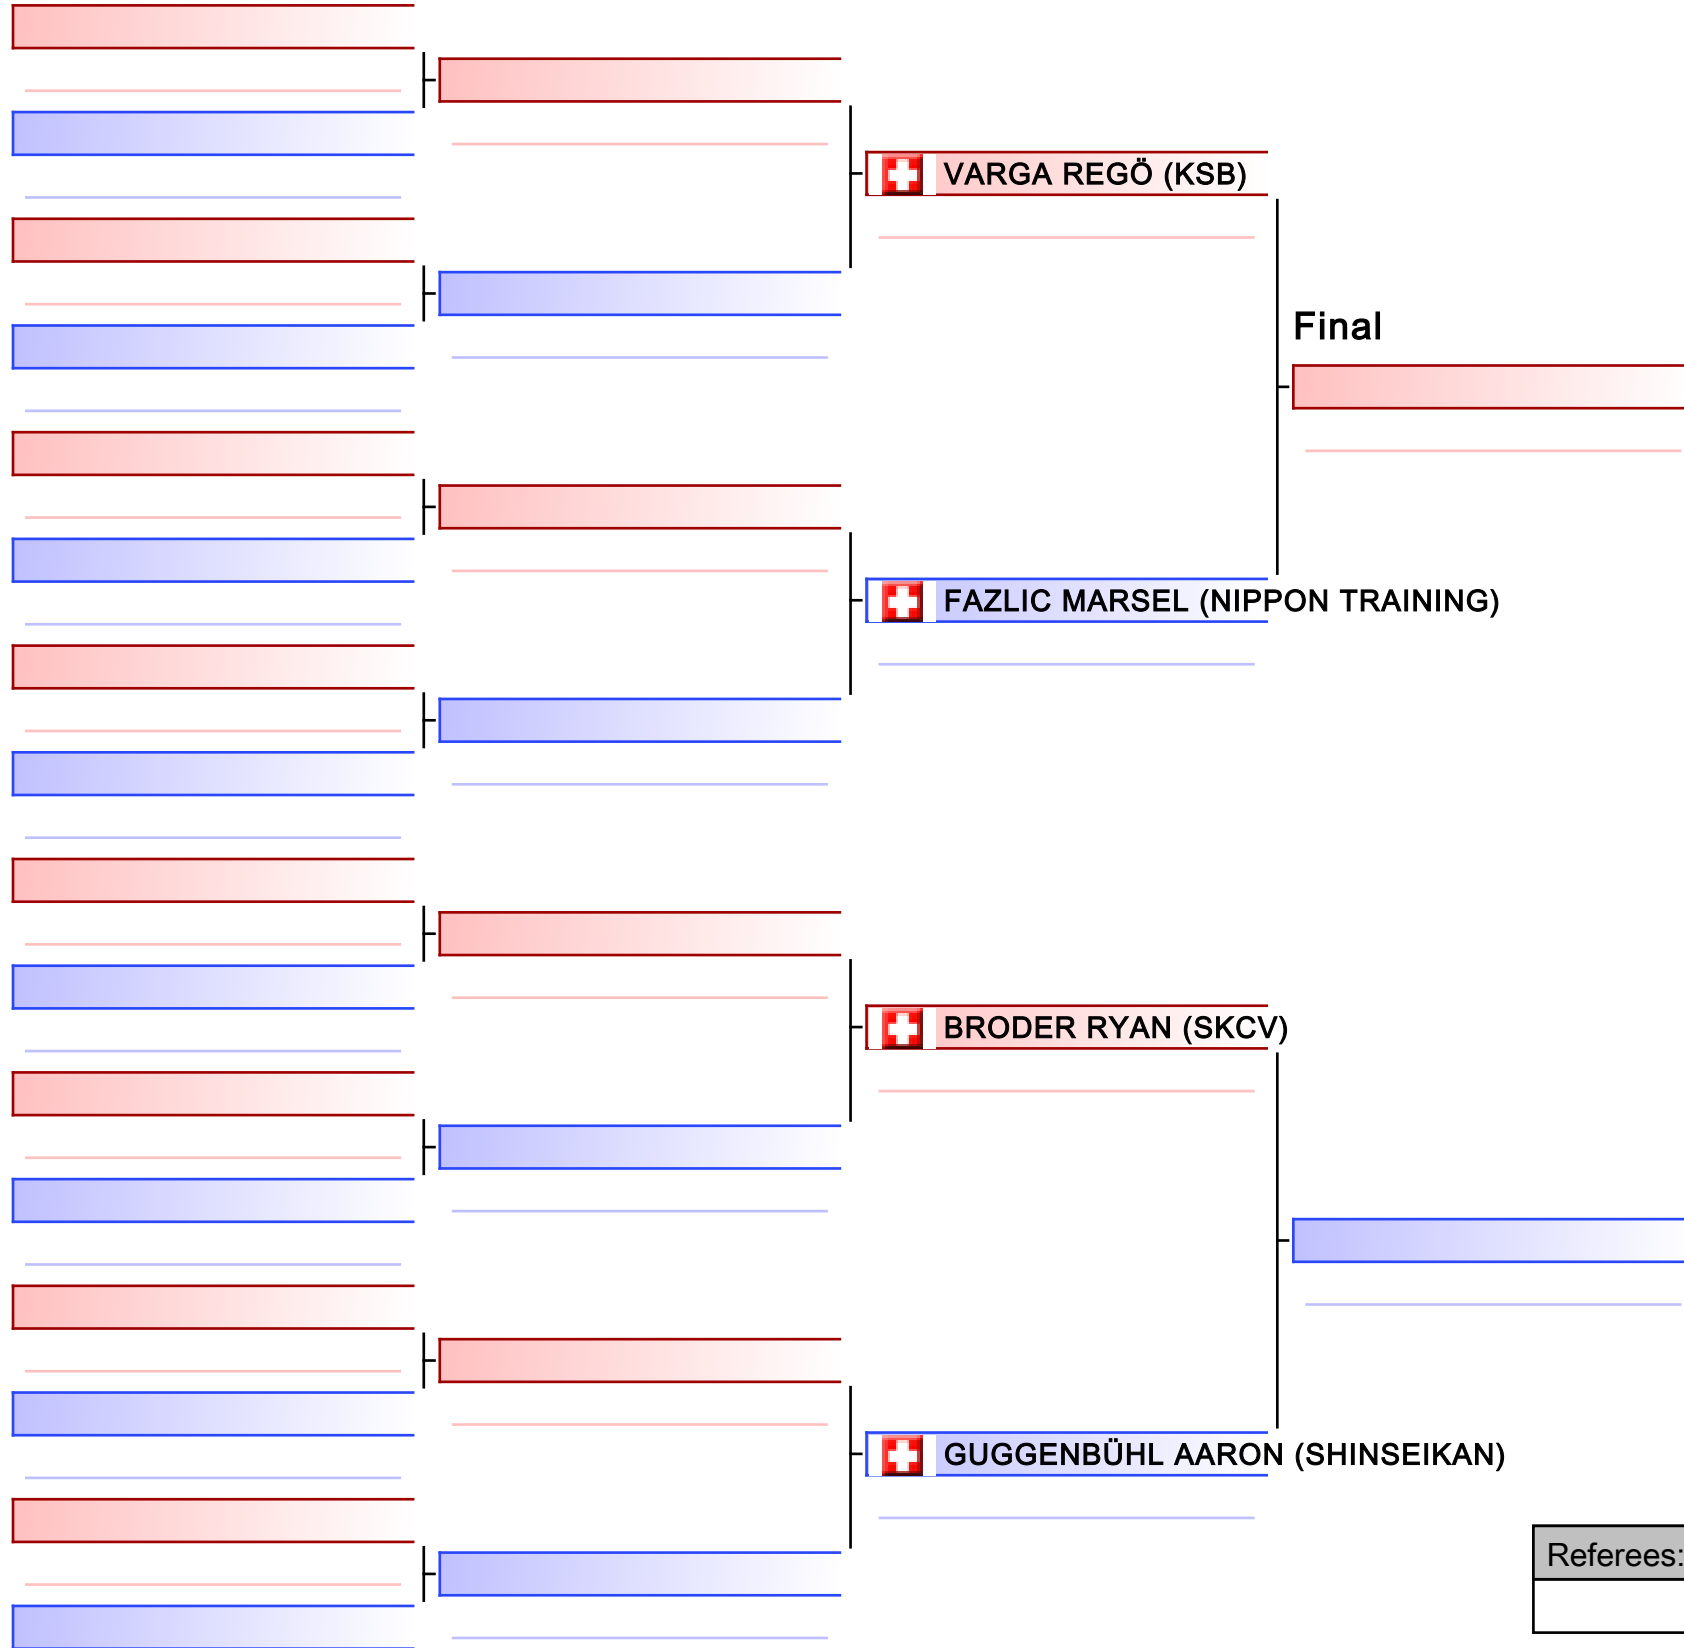 VARGA REGÖ (KSB)
Final
FAZLIC MARSEL (NIPPON TRAINING)
BRODER RYAN (SKCV)
GUGGENBÜHL AARON (SHINSEIKAN)
Referees: